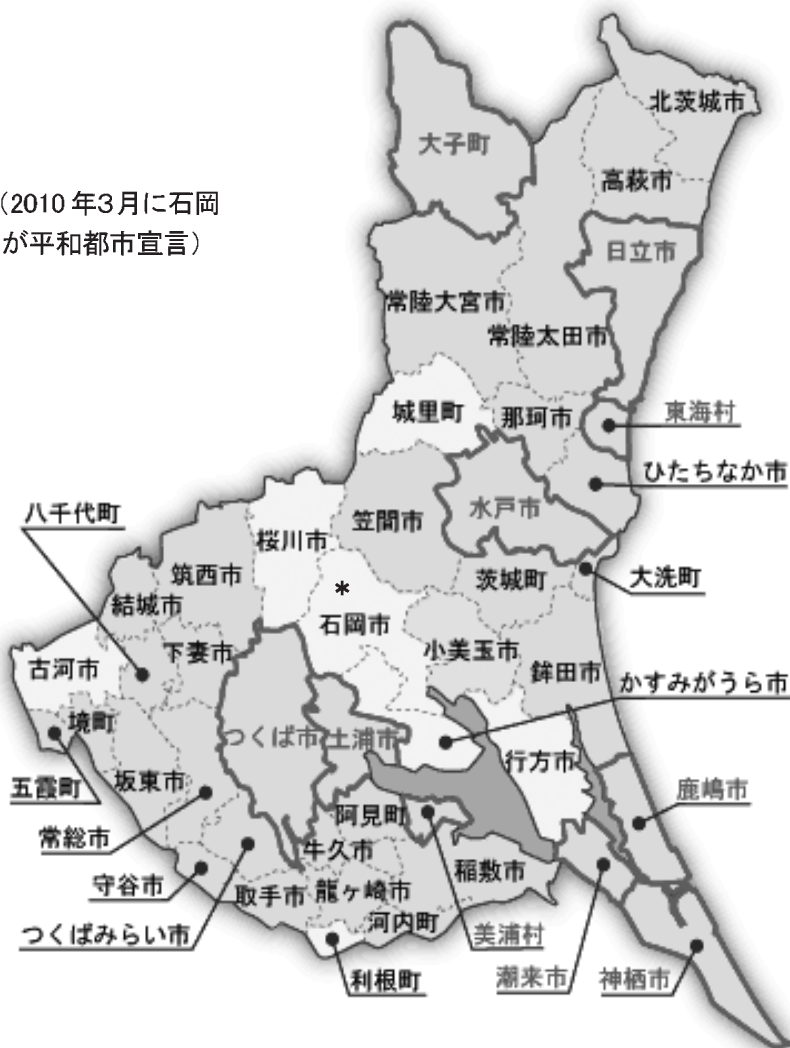 北茨城市
大子町
高萩市
(2010年3月に石岡
が平和都市宣言)
日立市
常陸大宮市
常陸太田市
城里町
那珂市
東海村
ひたちなか市
八千代町
笠間市
水戸市
桜川市
筑西市
茨城町
大洗町
*
結城市
石岡市
下妻市
小美玉市
古河市
鉾田市
かすみがうら市
境町
つくば市
土浦市
行方市
五霞町
坂東市
鹿嶋市
阿見町
常総市
牛久市
稲敷市
守谷市
取手市
龍ヶ崎市
河内町
つくばみらい市
美浦村
利根町
潮来市
神栖市